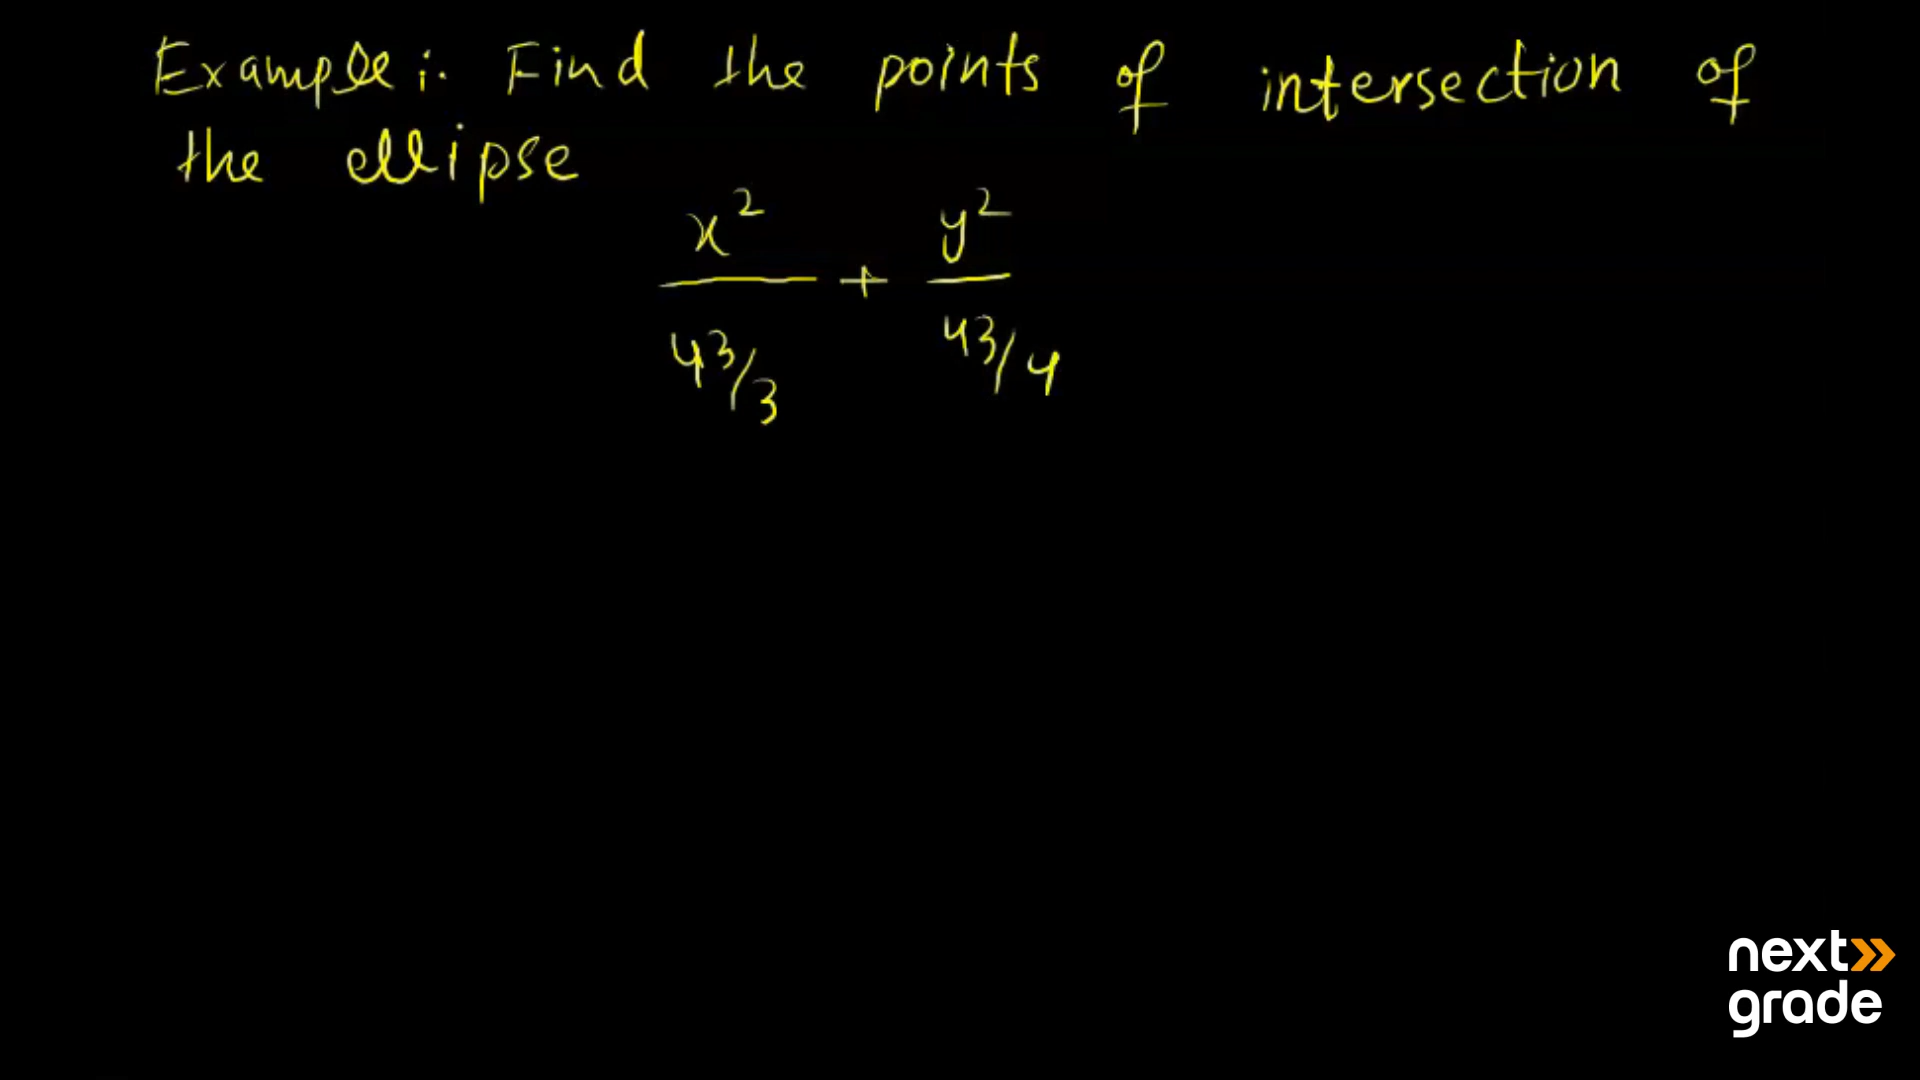 Example:. Find the points of intersection of
the ellipse
x²     y²
— + —
43/3   43/4
next
grade